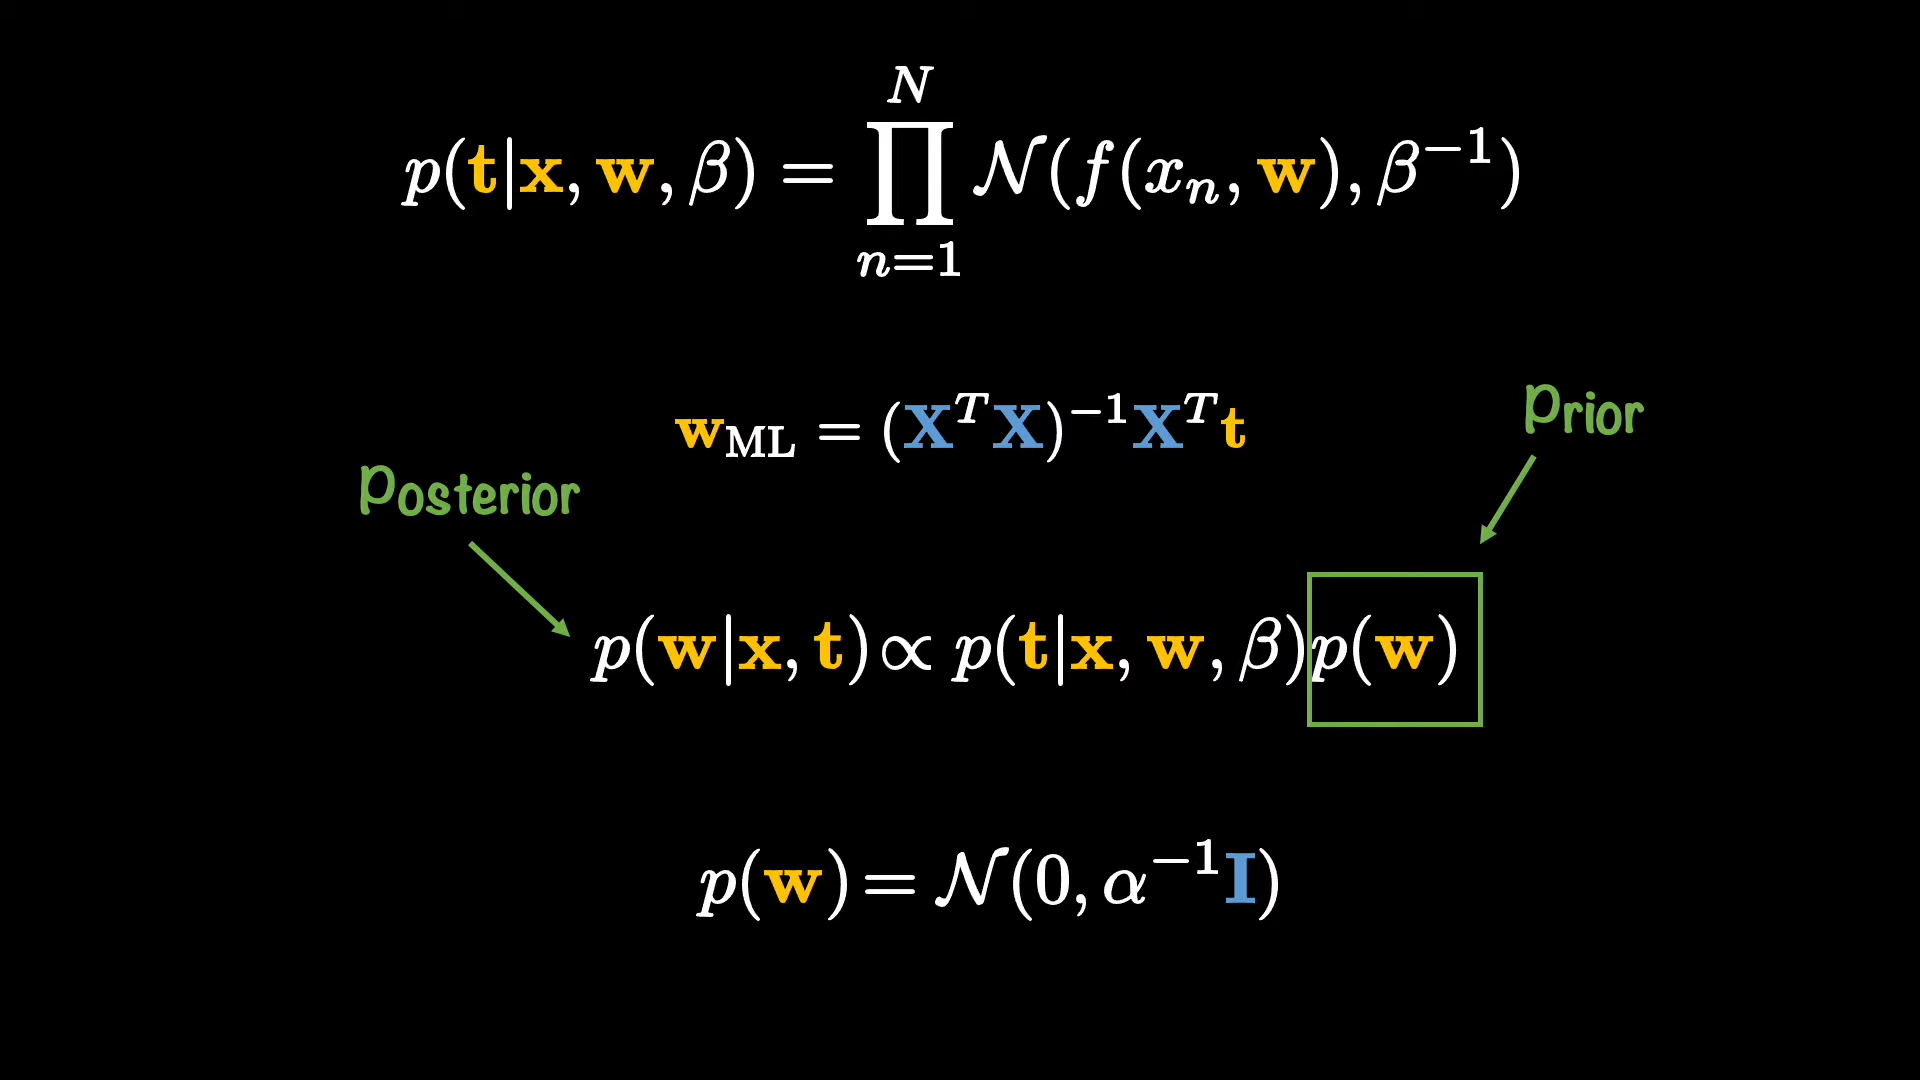 p(t|x, w, β) = ∏_{n=1}^{N} 𝒩(f(x_n, w), β^{-1})
w_ML = (X^T X)^{-1} X^T t
Prior
Posterior
p(w|x, t) ∝ p(t|x, w, β)p(w)
p(w) = 𝒩(0, α^{-1}I)